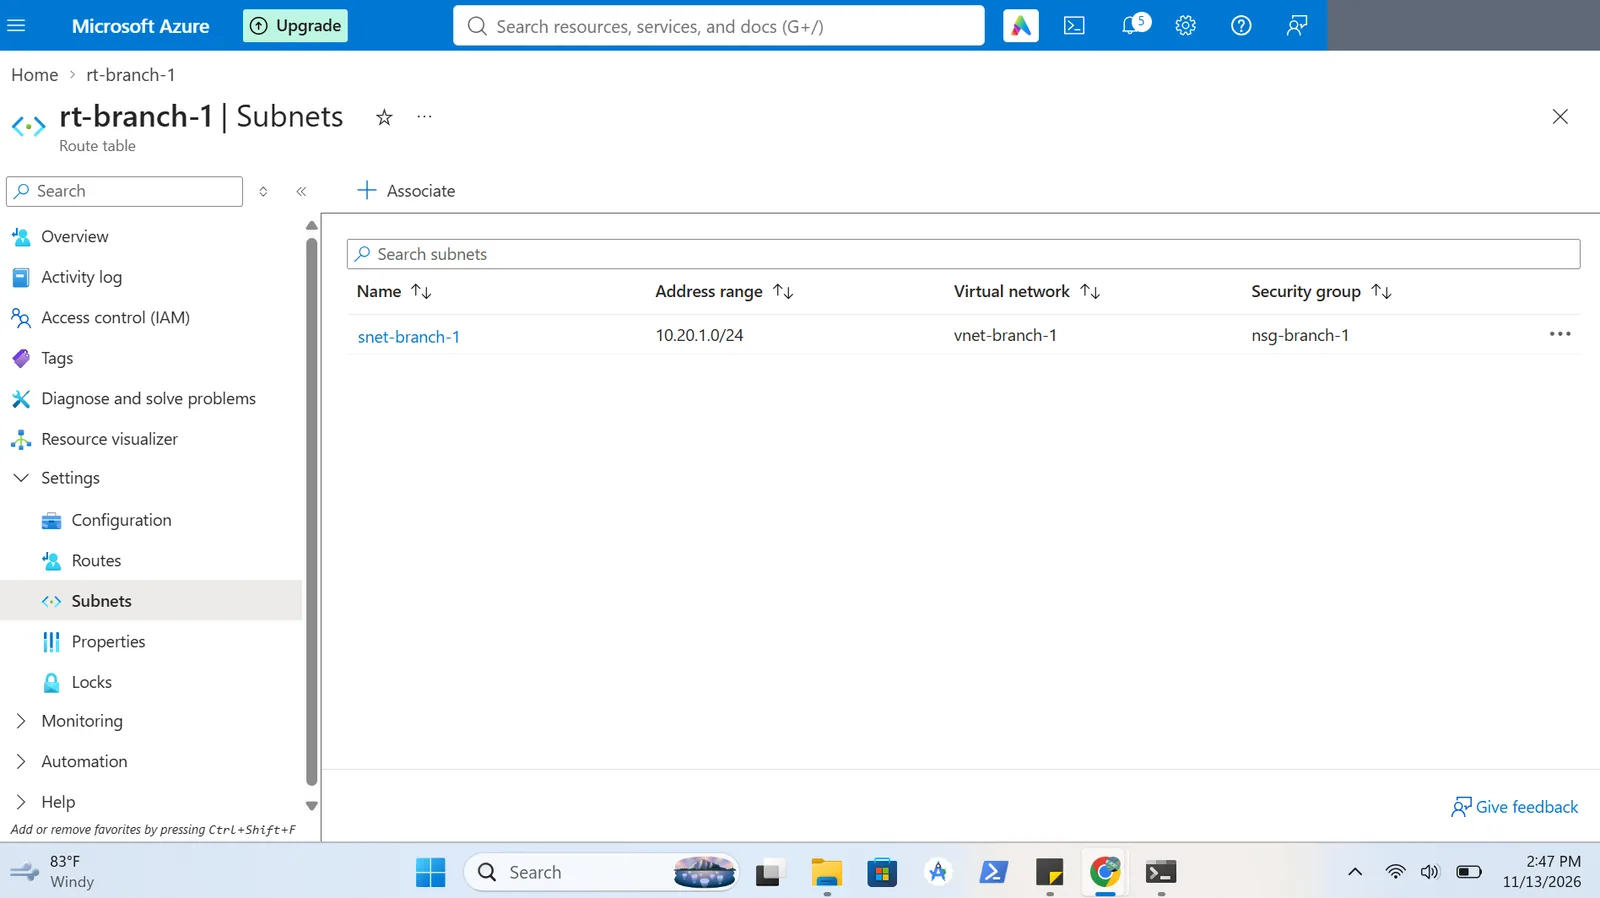 Microsoft Azure
Upgrade
Search resources, services, and docs (G+/)
5
Home > rt-branch-1
rt-branch-1 | Subnets
Route table
Search
Associate
Overview
Activity log
Access control (IAM)
Tags
Diagnose and solve problems
Resource visualizer
Settings
Configuration
Routes
Subnets
Properties
Locks
Monitoring
Automation
Help
Add or remove favorites by pressing Ctrl+Shift+F
Search subnets
Name Address range Virtual network Security group
snet-branch-1 10.20.1.0/24 vnet-branch-1 nsg-branch-1
Give feedback
83°F
Windy
Search
2:47 PM
11/13/2026